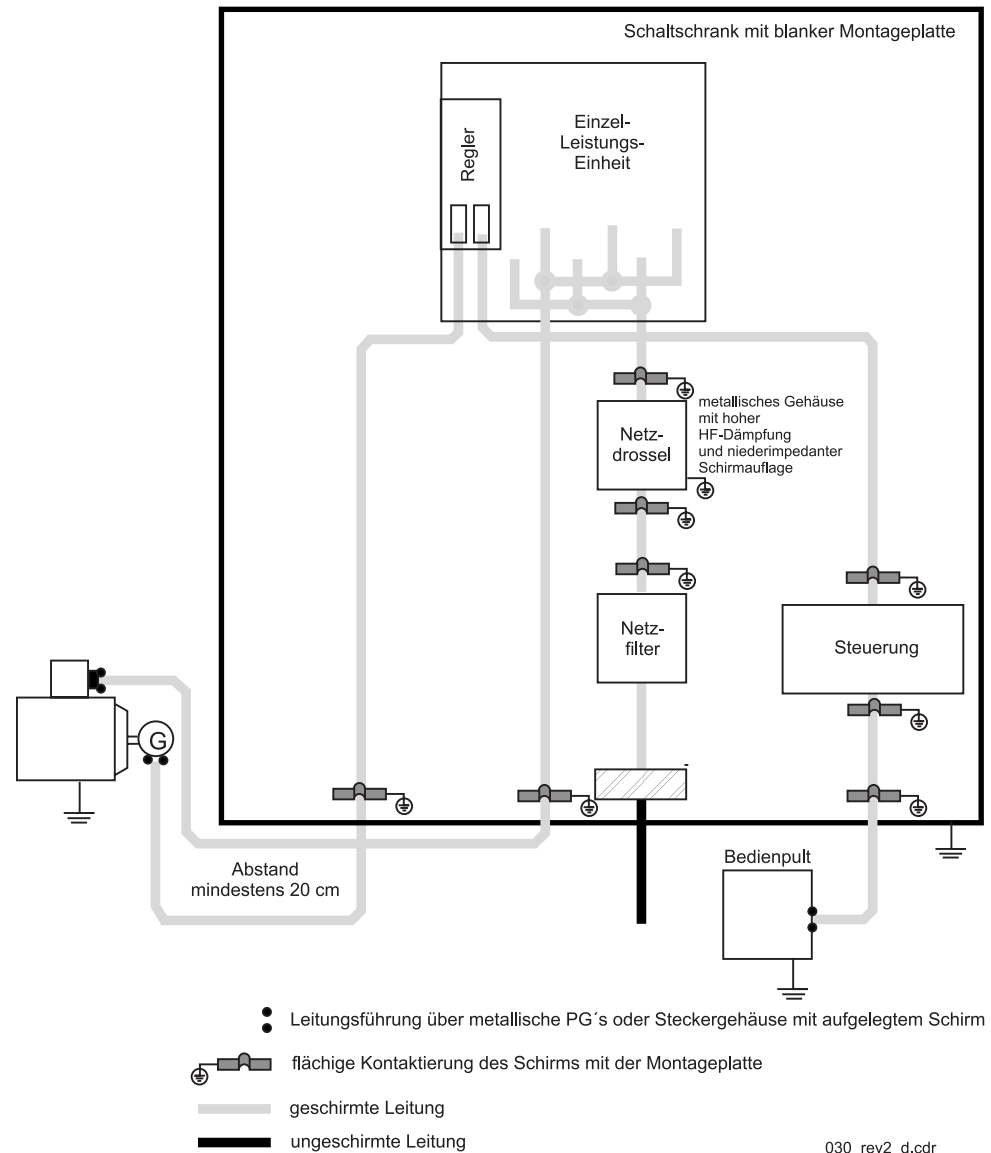 Schaltschrank mit blanker Montageplatte
Regler
Einzel-
Leistungs-
Einheit
Netz-
drossel
metallisches Gehäuse
mit hoher
HF-Dämpfung
und niederimpedanter
Schirmauflage
Netz-
filter
Steuerung
G
Abstand
mindestens 20 cm
Bedienpult
Leitungsführung über metallische PG´s oder Steckergehäuse mit aufgelegtem Schirm
flächige Kontaktierung des Schirms mit der Montageplatte
geschirmte Leitung
ungeschirmte Leitung
030_rev2_d.cdr